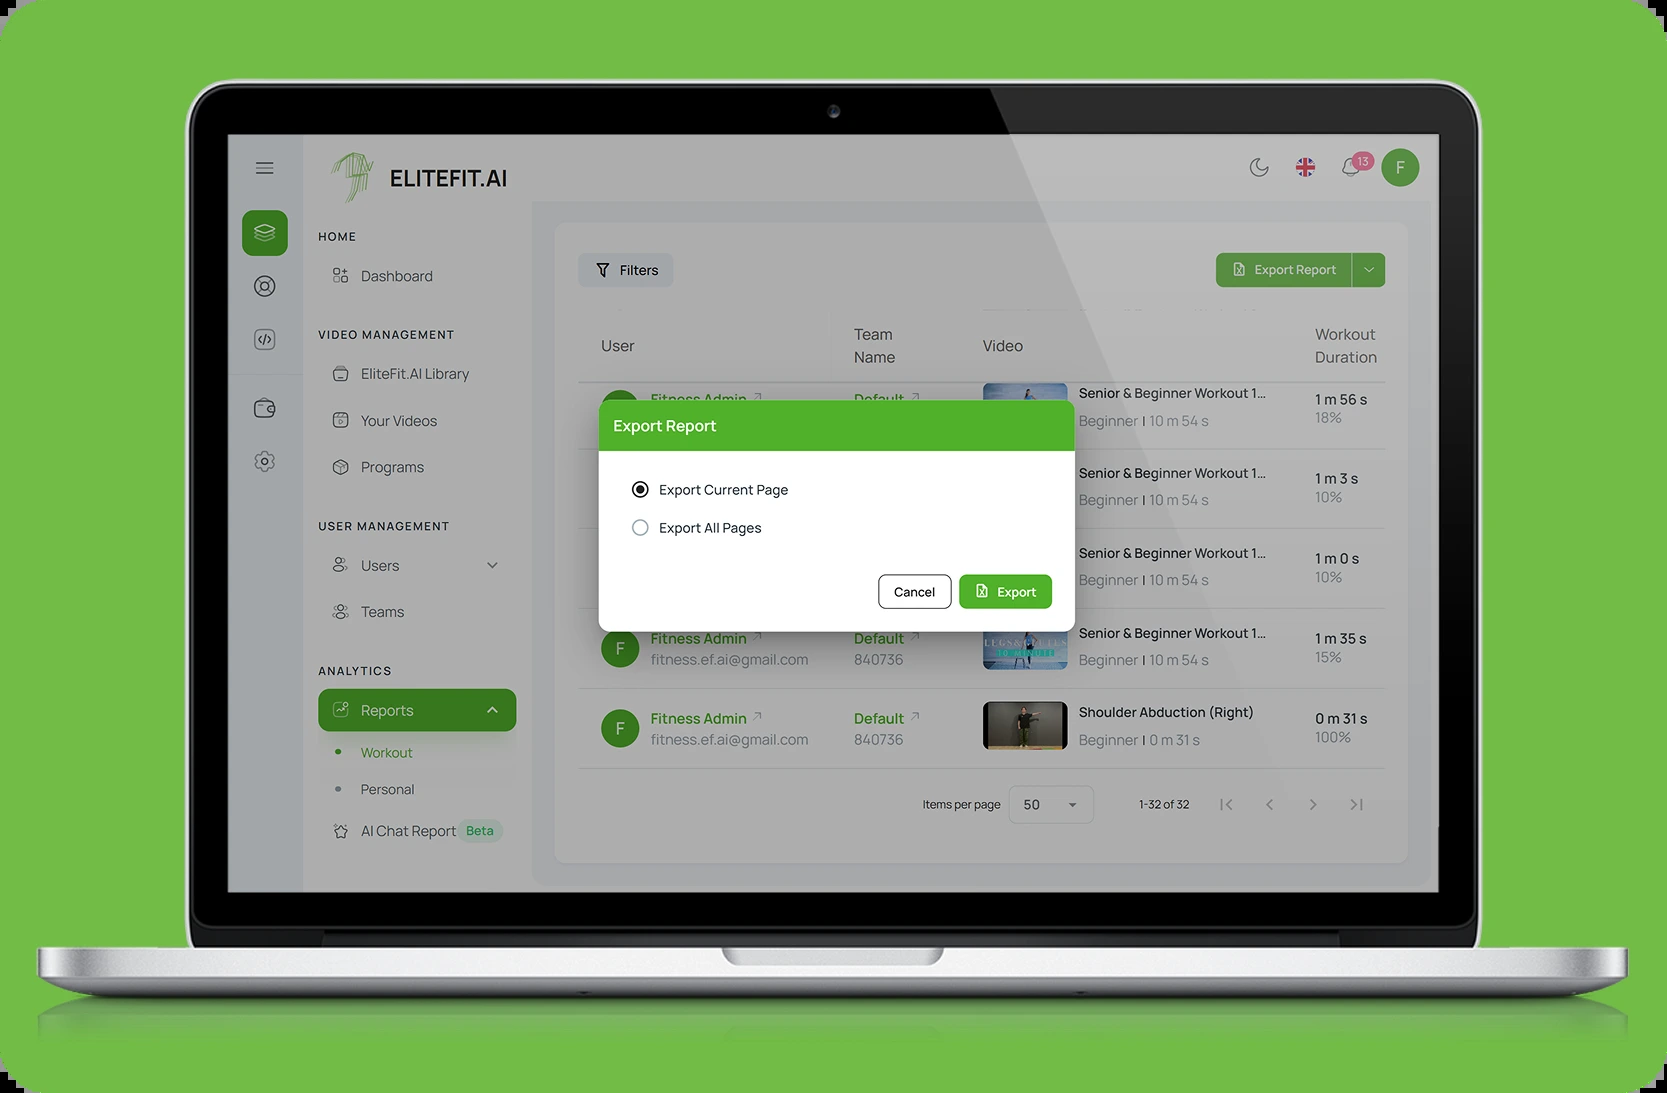 ELITEFIT.AI
13
F
HOME
Dashboard
VIDEO MANAGEMENT
EliteFit.AI Library
Your Videos
Programs
USER MANAGEMENT
Users
Teams
ANALYTICS
Reports
Workout
Personal
AI Chat Report Beta
Filters
Export Report
User
Team
Name
Video
Workout
Duration
Fitness Admin
Default
Senior & Beginner Workout 1...
Beginner | 10 m 54 s
1 m 56 s
18%
Senior & Beginner Workout 1...
Beginner | 10 m 54 s
1 m 3 s
10%
Senior & Beginner Workout 1...
Beginner | 10 m 54 s
1 m 0 s
10%
Export Report
Export Current Page
Export All Pages
Cancel
Export
F
Fitness Admin
fitness.ef.ai@gmail.com
Default
840736
LEGS&GLUTES
10 MINUTE
Senior & Beginner Workout 1...
Beginner | 10 m 54 s
1 m 35 s
15%
F
Fitness Admin
fitness.ef.ai@gmail.com
Default
840736
Shoulder Abduction (Right)
Beginner | 0 m 31 s
0 m 31 s
100%
Items per page 50 1-32 of 32